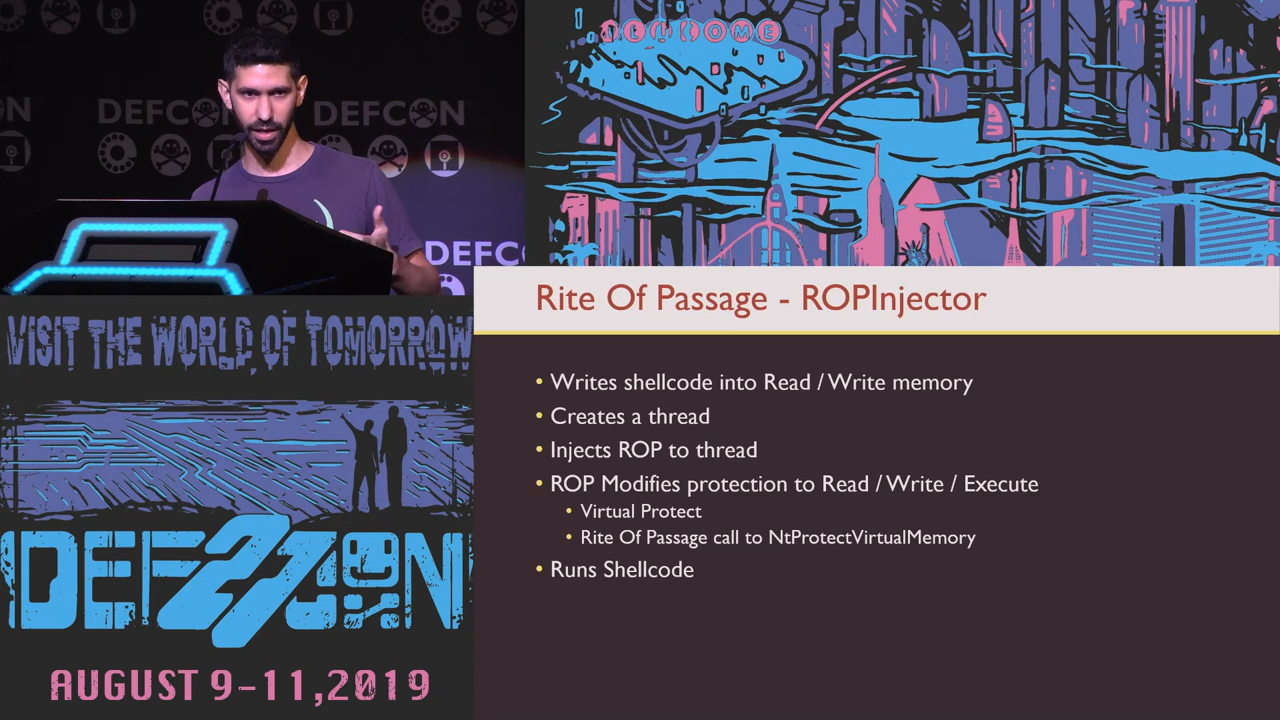 DEFCON DEFCON
DEFCON
WELCOME
Rite Of Passage - ROPInjector
• Writes shellcode into Read / Write memory
• Creates a thread
• Injects ROP to thread
• ROP Modifies protection to Read / Write / Execute
• Virtual Protect
• Rite Of Passage call to NtProtectVirtualMemory
• Runs Shellcode
VISIT THE WORLD OF TOMORROW
DEF27CON
AUGUST 9-11,2019